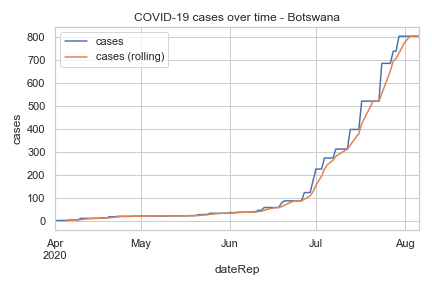 COVID-19 cases over time - Botswana
cases
cases (rolling)
800
700
600
500
400
300
200
100
0
cases
Apr
2020
May
Jun
Jul
Aug
dateRep